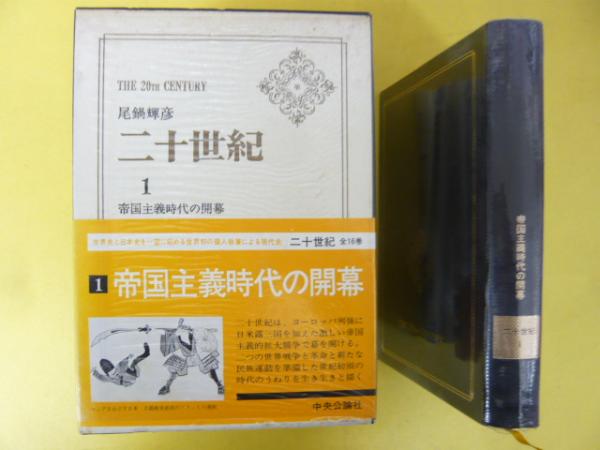 THE 20TH CENTURY
尾鍋輝彦
二十世紀
1
帝国主義時代の開幕
世界史と日本史を一望に収める世界初の個人執筆による現代史 二十世紀 全16巻
1 帝国主義時代の開幕
二十世紀は、ヨーロッパ列強に
日米露三国を加えた激しい帝国
主義的拡大競争で幕を開ける。
二つの世界戦争と革命と新たな
民族運動を準備した世紀初頭の
時代のうねりを生き生きと描く
中央公論社
帝国主義時代の開幕
二十世紀
1